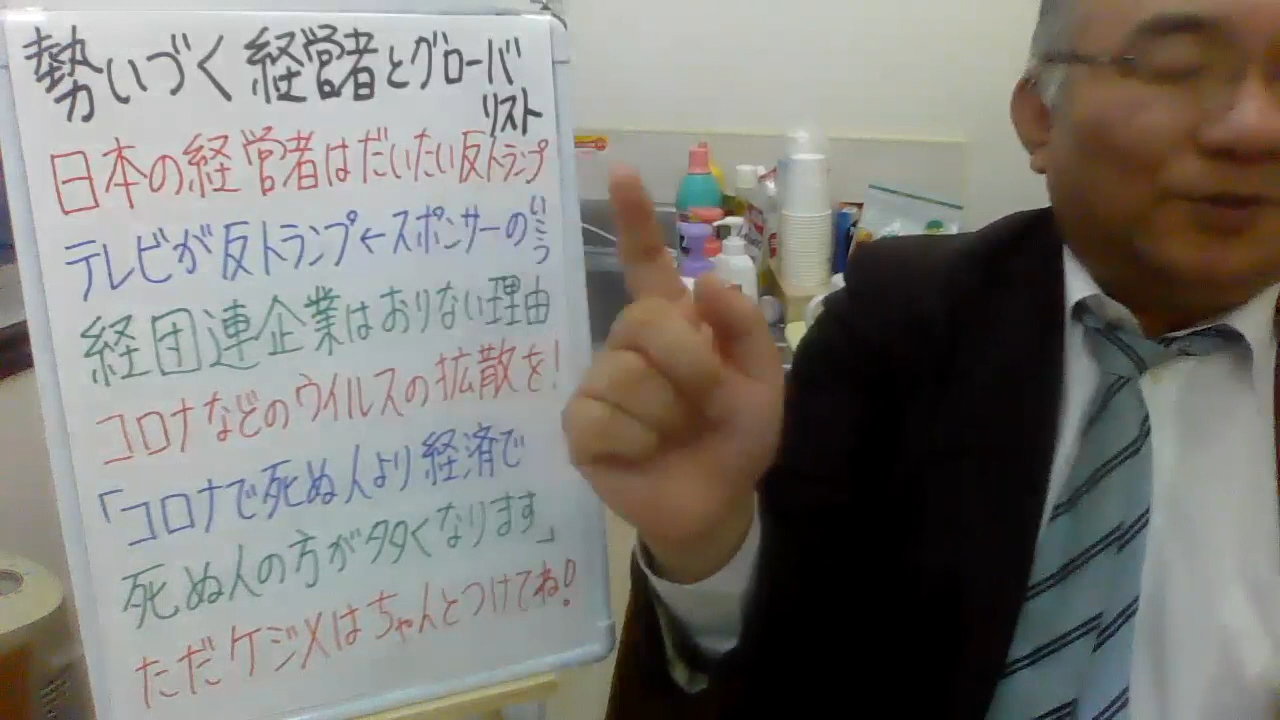 勢いづく経営者とグローバ
リスト
日本の経営者はだいたい反トランプ
テレビが反トランプ←スポンサーのいこう
経団連企業はおりない理由
コロナなどのウイルスの拡散を!
「コロナで死ぬ人より経済で
死ぬ人の方が多くなります」
ただケジメはちゃんとつけてね!